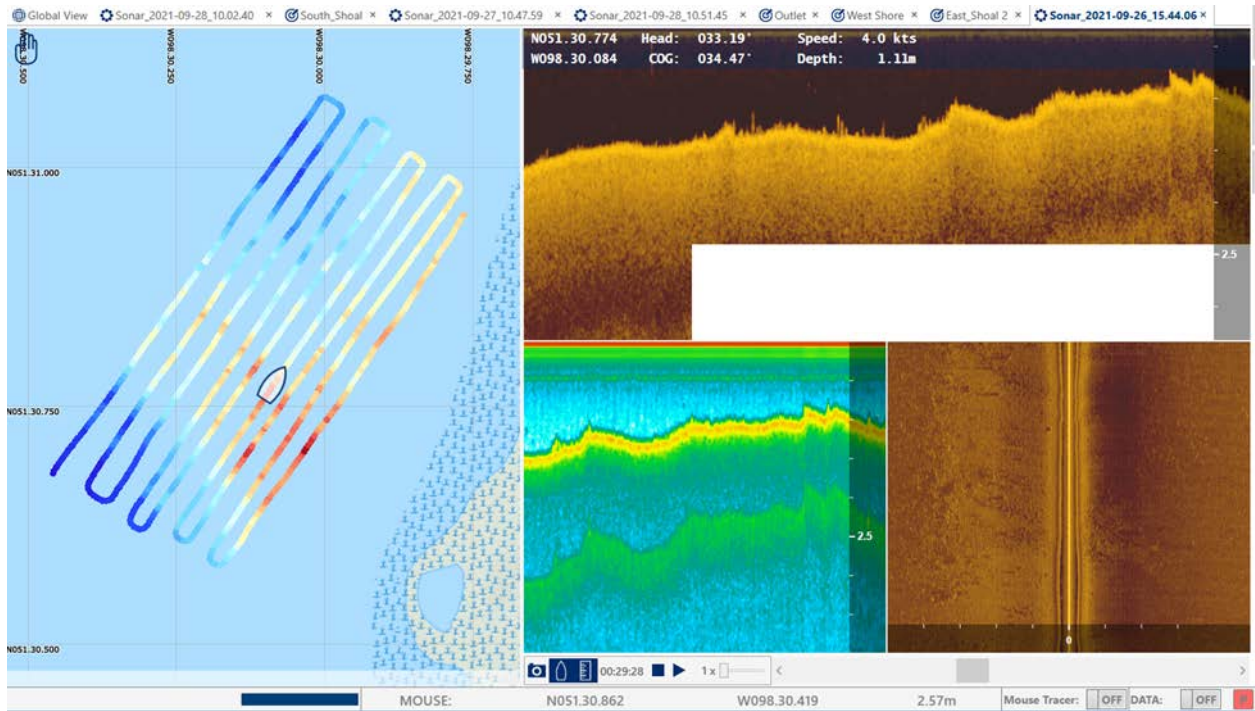 Global View × Sonar_2021-09-28_10.02.40 × South_Shoal × Sonar_2021-09-27_10.47.59 × Sonar_2021-09-28_10.51.45 × Outlet × West Shore × East_Shoal 2 × Sonar_2021-09-26_15.44.06 ×
W098.30.250
W098.30.000
W098.29.750
N051.31.000
N051.30.750
N051.30.500
N051.30.774 Head: 033.19° Speed: 4.0 kts
W098.30.084 COG: 034.47° Depth: 1.11m
2.5
2.5
0
00:29:28 1 x
MOUSE: N051.30.862 W098.30.419 2.57m Mouse Tracer: OFF DATA: OFF